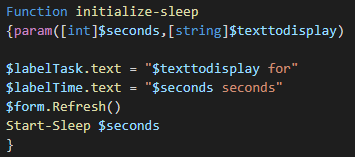 Function initialize-sleep
{param([int]$seconds,[string]$texttodisplay)
$labelTask.text = "$texttodisplay for"
$labelTime.text = "$seconds seconds"
$form.Refresh()
Start-Sleep $seconds
}